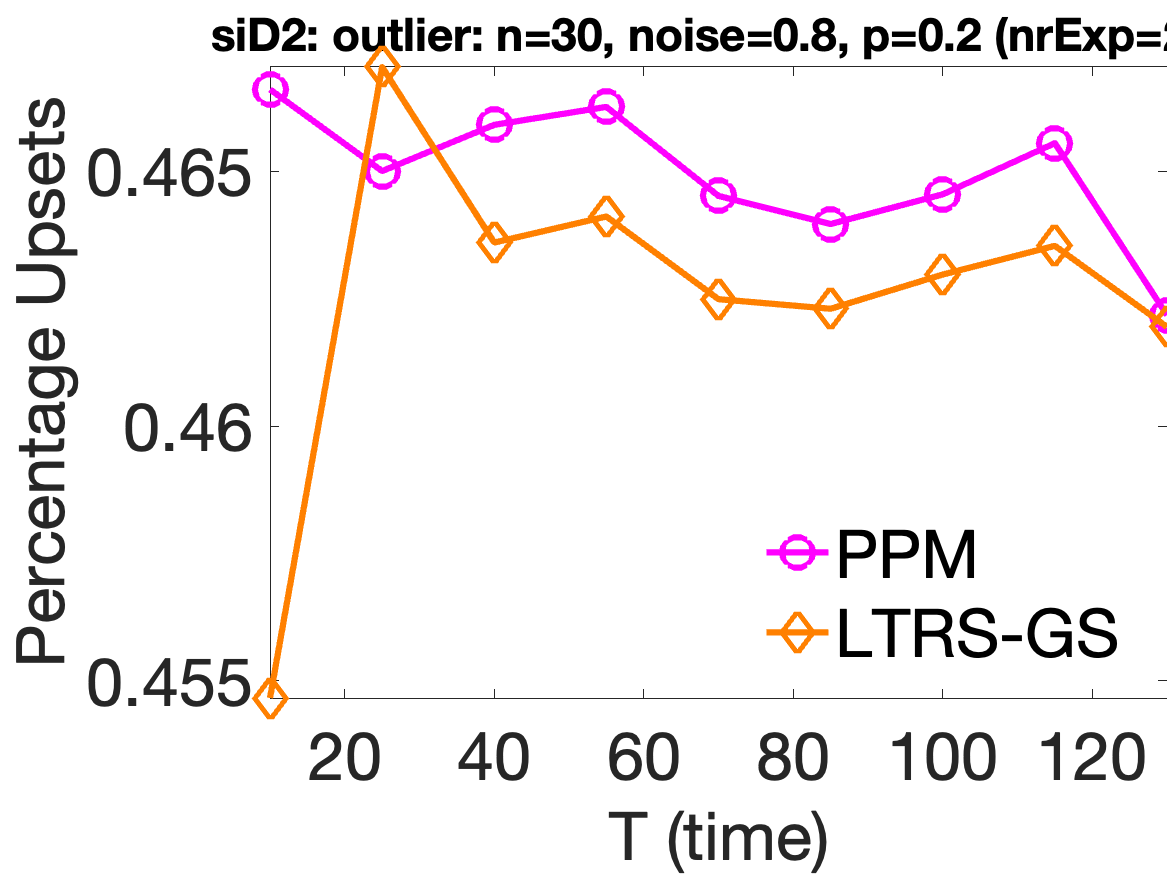 siD2: outlier: n=30, noise=0.8, p=0.2 (nrExp=
Percentage Upsets
0.465
0.46
0.455
PPM
LTRS-GS
20 40 60 80 100 120
T (time)